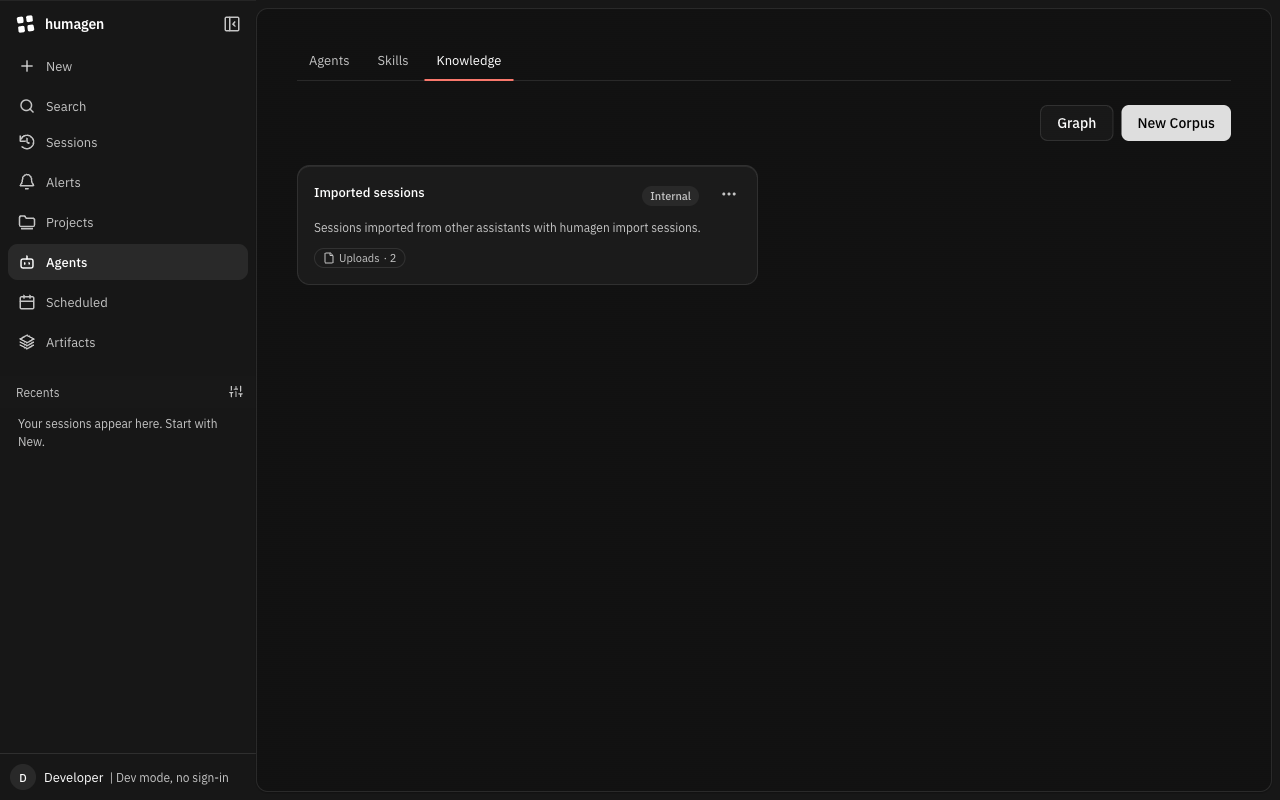 humagen
New
Search
Sessions
Alerts
Projects
Agents
Scheduled
Artifacts
Recents
Your sessions appear here. Start with
New.
D
Developer | Dev mode, no sign-in
Agents
Skills
Knowledge
Graph
New Corpus
Imported sessions
Internal
Sessions imported from other assistants with humagen import sessions.
Uploads · 2